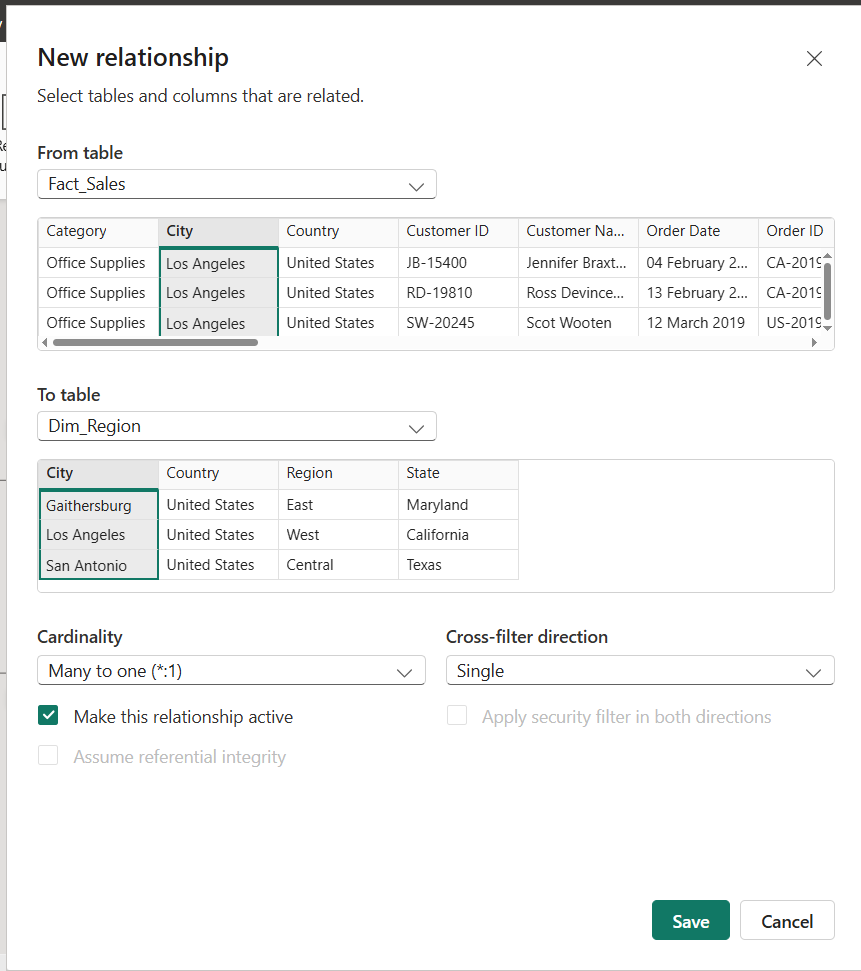 New relationship
Select tables and columns that are related.
From table
Fact_Sales
Category City Country Customer ID Customer Na... Order Date Order ID
Office Supplies Los Angeles United States JB-15400 Jennifer Braxt... 04 February 2... CA-2019
Office Supplies Los Angeles United States RD-19810 Ross Devince... 13 February 2... CA-2019
Office Supplies Los Angeles United States SW-20245 Scot Wooten 12 March 2019 US-2019
To table
Dim_Region
City Country Region State
Gaithersburg United States East Maryland
Los Angeles United States West California
San Antonio United States Central Texas
Cardinality Cross-filter direction
Many to one (*:1) Single
Make this relationship active Apply security filter in both directions
Assume referential integrity
Save Cancel